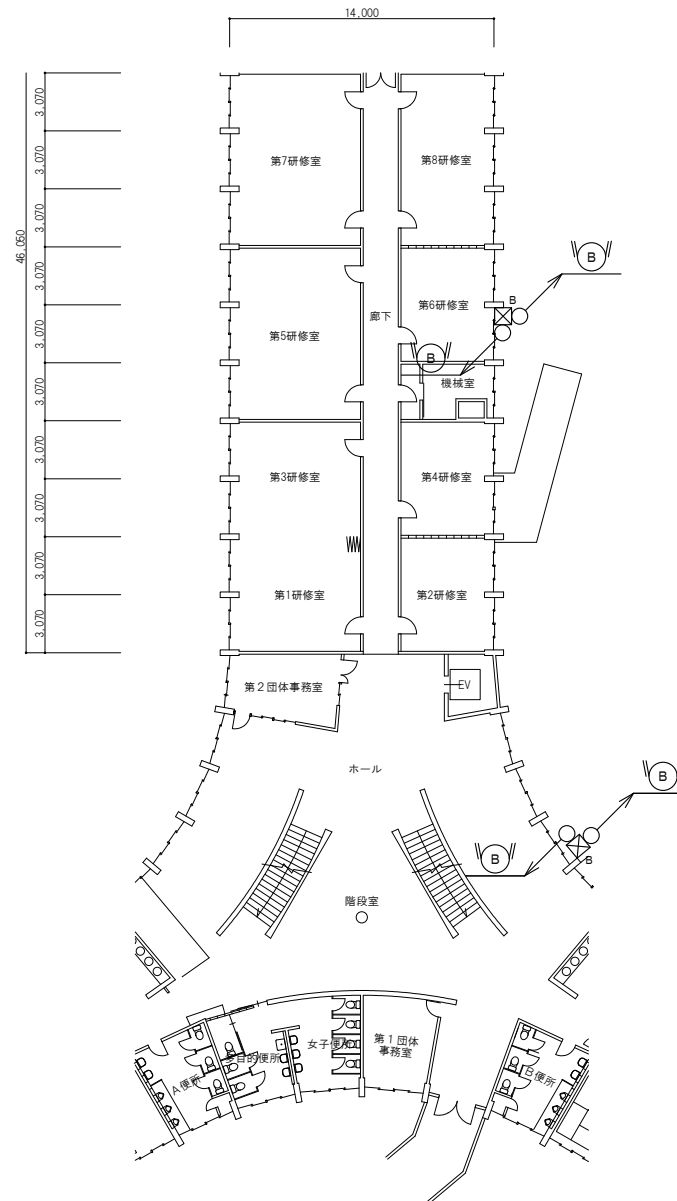 14,000
3,070
3,070
3,070
3,070
3,070
3,070
3,070
3,070
3,070
3,070
46,050
第7研修室
第8研修室
B
B
第5研修室
廊下
第6研修室
B
機械室
第3研修室
第4研修室
第1研修室
第2研修室
第2団体事務室
EV
ホール
B
B
B
階段室
女子便所
第1団体
事務室
多目的便所
A便所
B便所